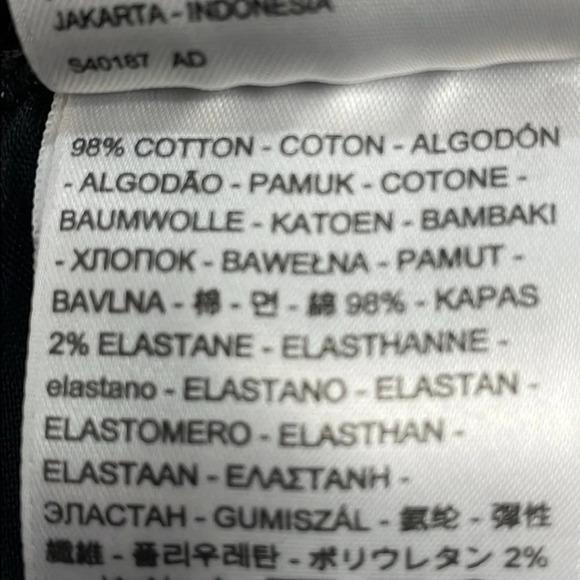 JAKARTA - INDONESIA
S40187 AD
98% COTTON - COTON - ALGODÓN
- ALGODÃO - PAMUK - COTONE -
BAUMWOLLE - KATOEN - BAMBAKI
- ХЛОПОК - BAWEŁNA - PAMUT -
BAVLNA - 棉 - 면 - 綿 98% - KAPAS
2% ELASTANE - ELASTHANNE -
elastano - ELASTANO - ELASTAN -
ELASTOMERO - ELASTHAN -
ELASTAAN - ΕΛΑΣΤΑΝΗ -
ЭЛАСТАН - GUMISZÁL - 氨纶 - 彈性
纖維 - 폴리우레탄 - ポリウレタン 2%